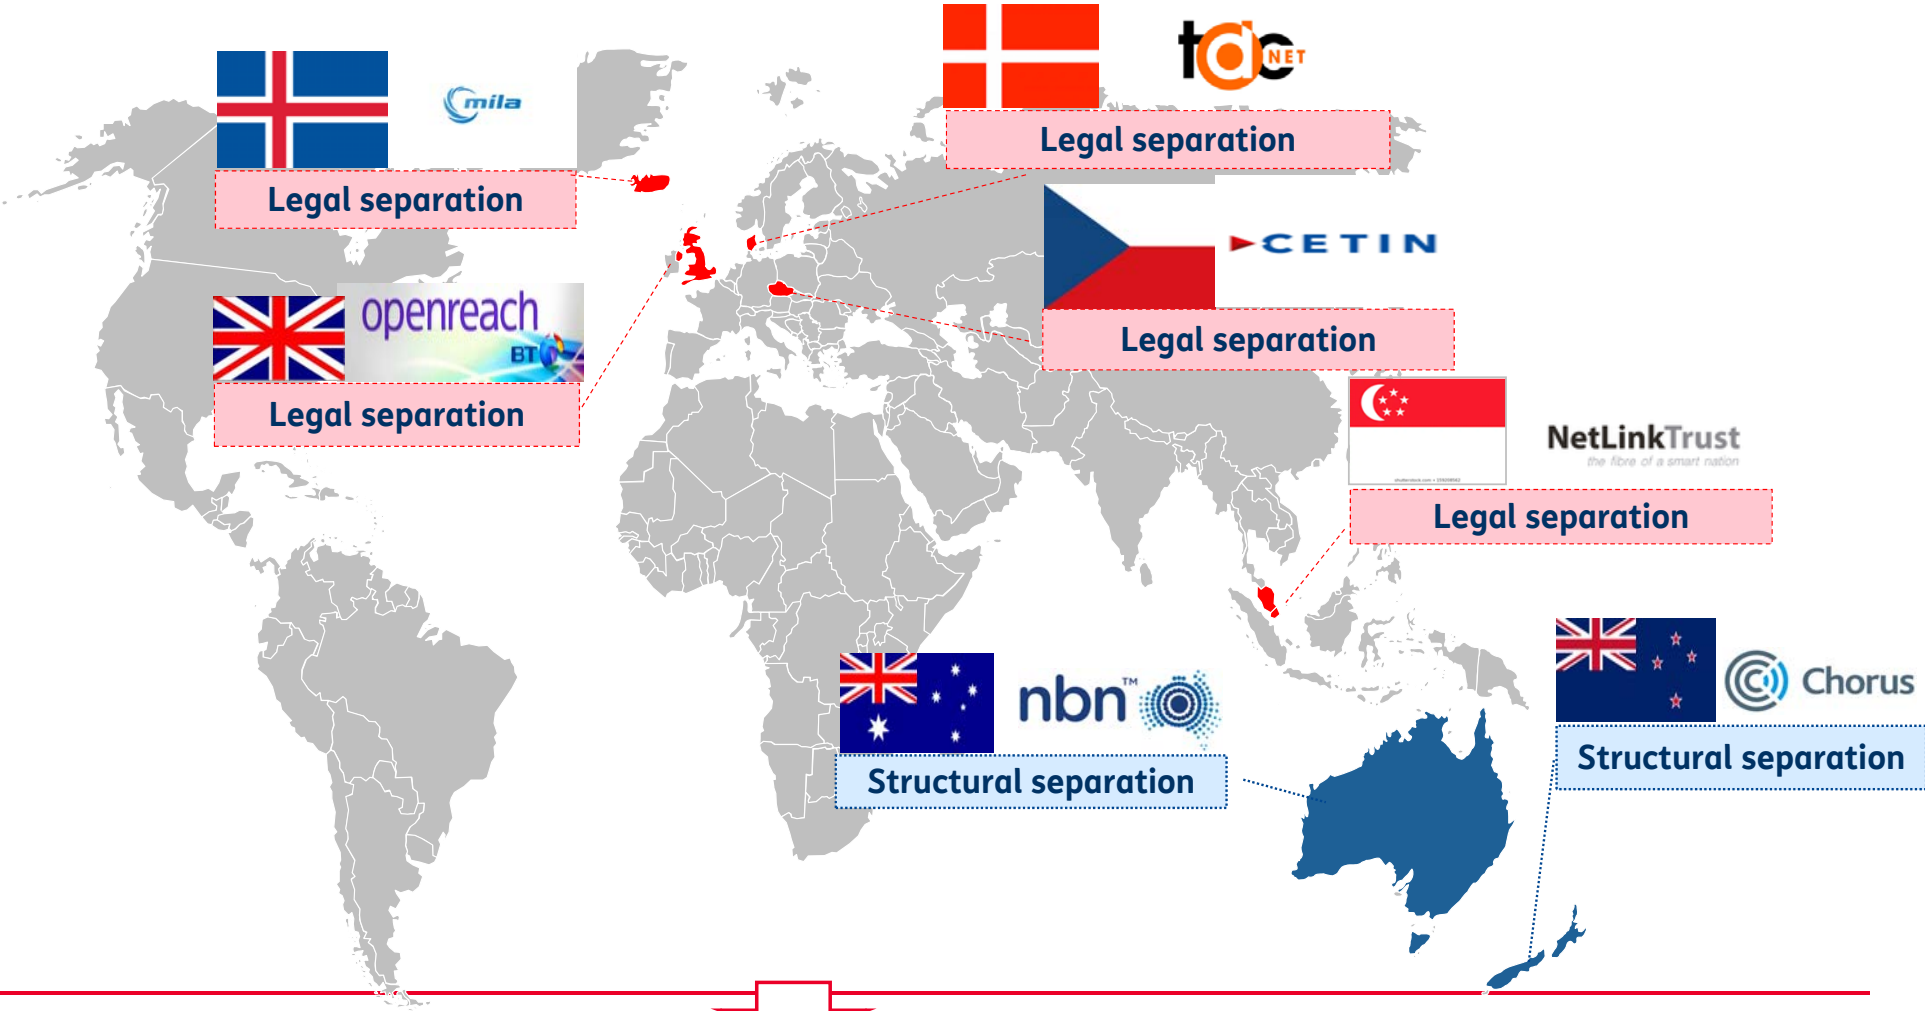 mila
Legal separation
tdc NET
Legal separation
CETIN
Legal separation
openreach
BT
Legal separation
NetLinkTrust
the fibre of a smart nation
Legal separation
nbn™
Structural separation
Chorus
Structural separation